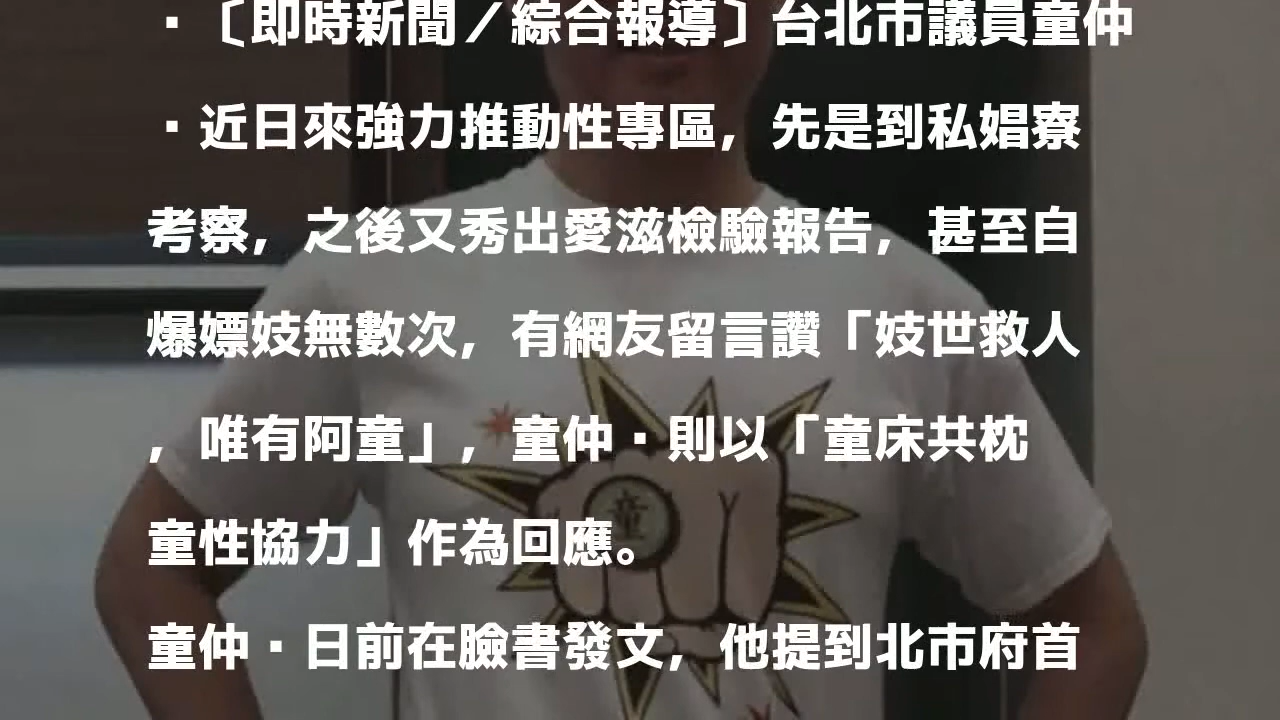 ▪〔即時新聞／綜合報導〕台北市議員童仲
▪近日來強力推動性專區，先是到私娼寮
考察，之後又秀出愛滋檢驗報告，甚至自
爆嫖妓無數次，有網友留言讚「妓世救人
，唯有阿童」，童仲▪則以「童床共枕
童性協力」作為回應。
童仲▪日前在臉書發文，他提到北市府首
童